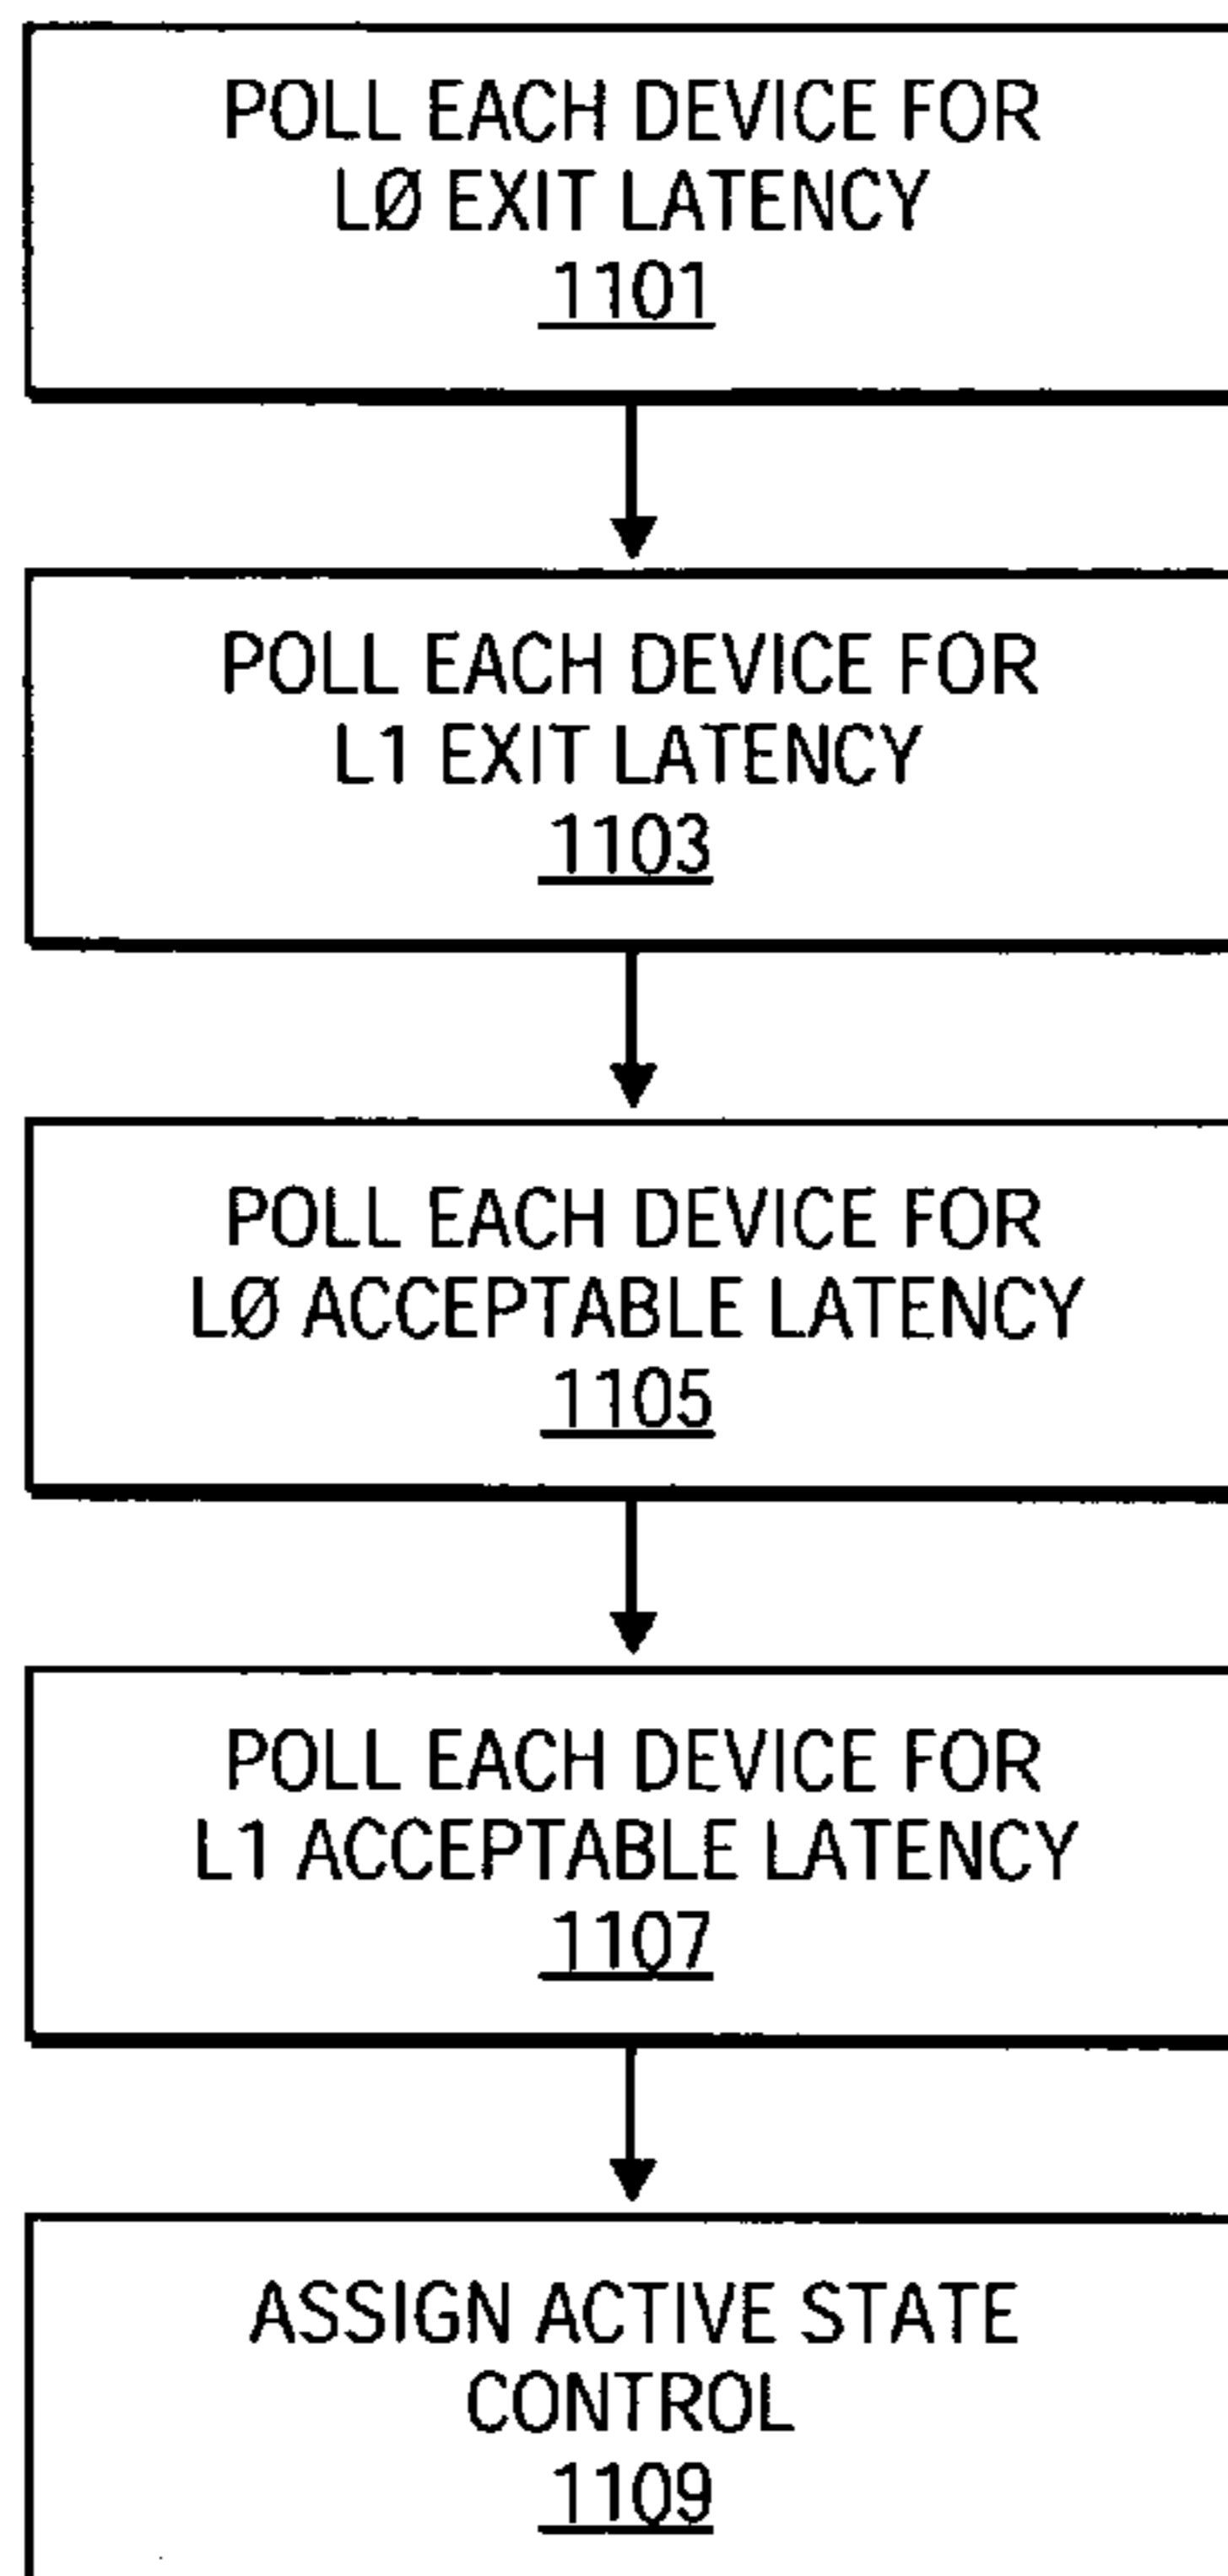 POLL EACH DEVICE FOR
LØ EXIT LATENCY
1101
POLL EACH DEVICE FOR
L1 EXIT LATENCY
1103
POLL EACH DEVICE FOR
LØ ACCEPTABLE LATENCY
1105
POLL EACH DEVICE FOR
L1 ACCEPTABLE LATENCY
1107
ASSIGN ACTIVE STATE
CONTROL
1109